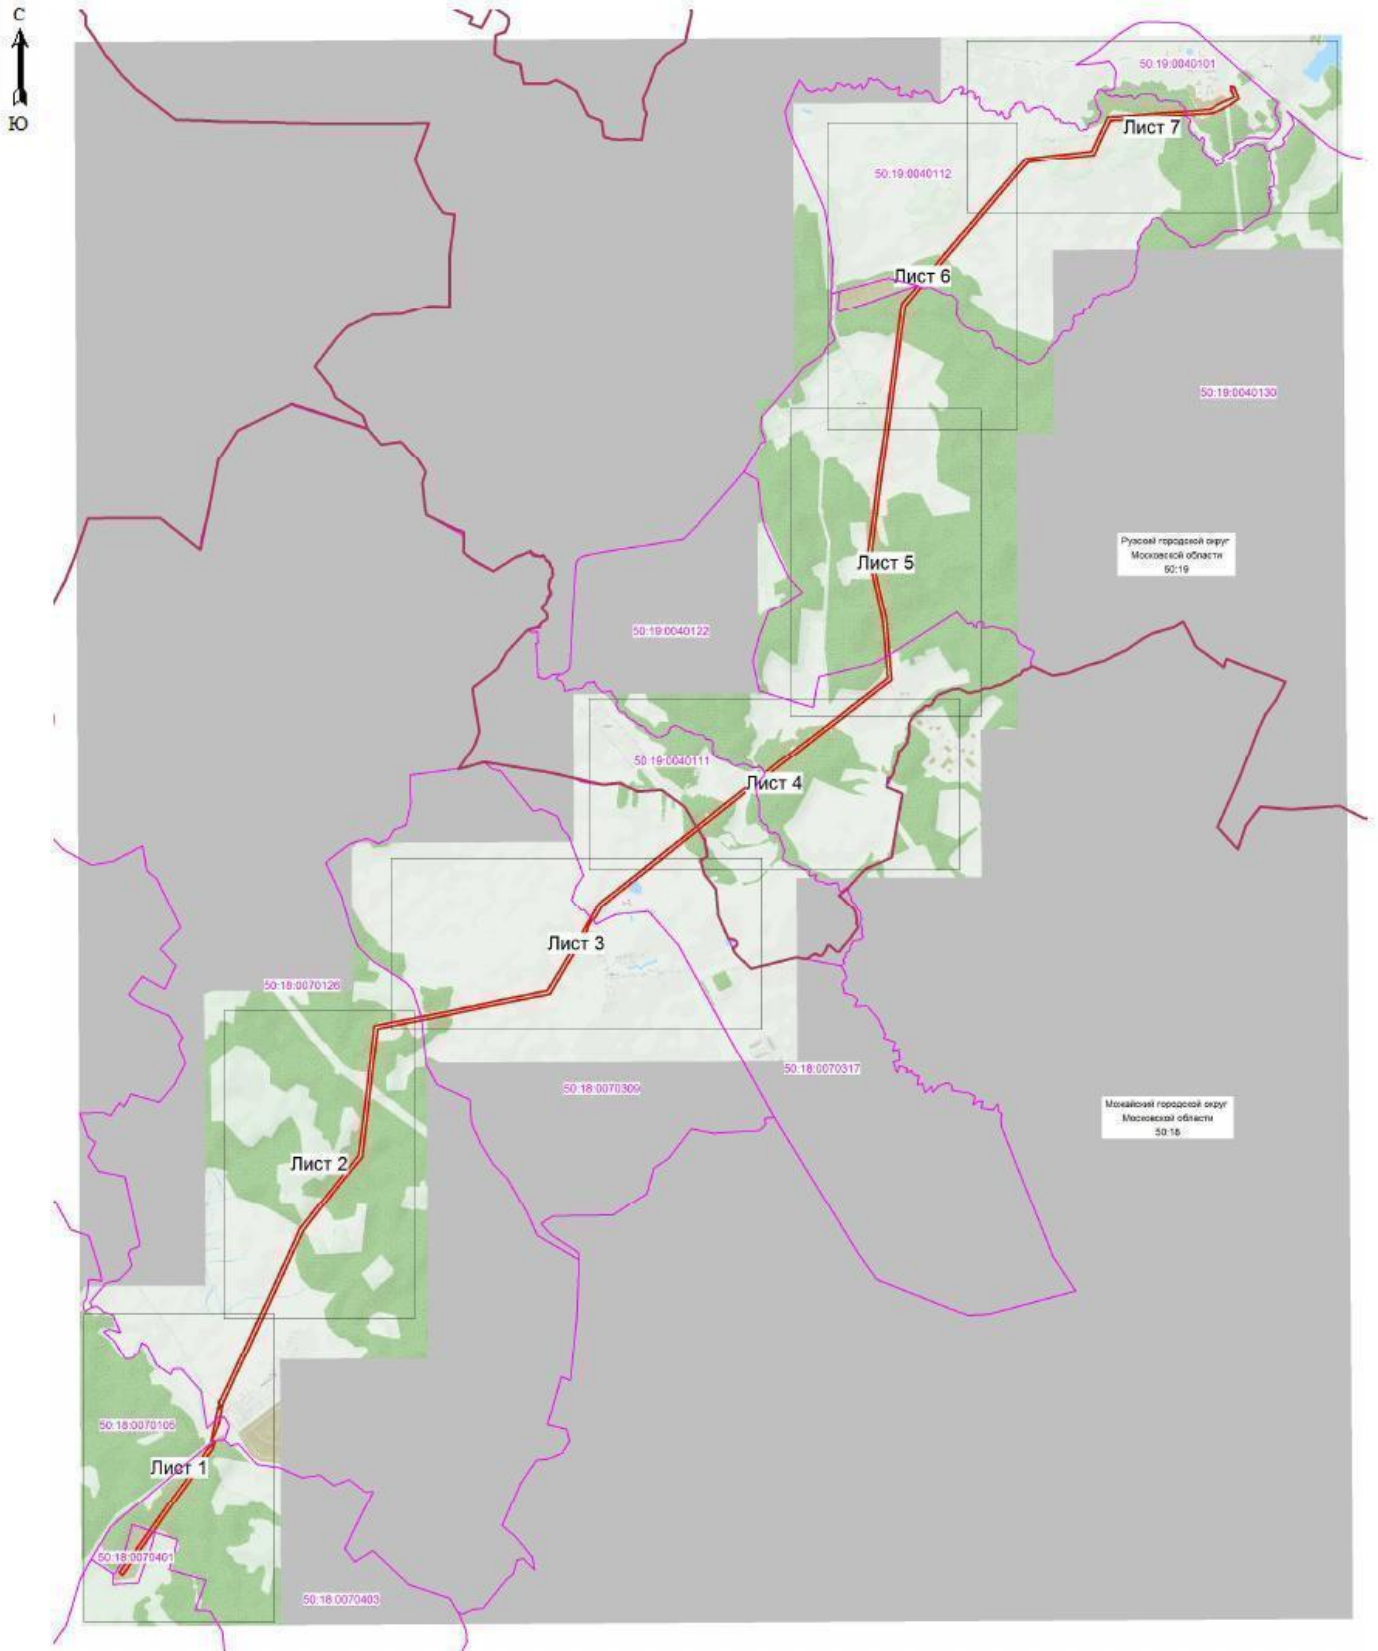 С
Ю
50:19:0040101
Лист 7
50:19:0040112
Лист 6
50:19:0040130
Рузский городской округ
Московской области
50:19
Лист 5
50:19:0040122
50:19:0040111
Лист 4
Лист 3
50:18:0070126
50:18:0070317
50:18:0070309
Можайский городской округ
Московской области
50:18
Лист 2
50:18:0070105
Лист 1
50:18:0070401
50:18:0070403